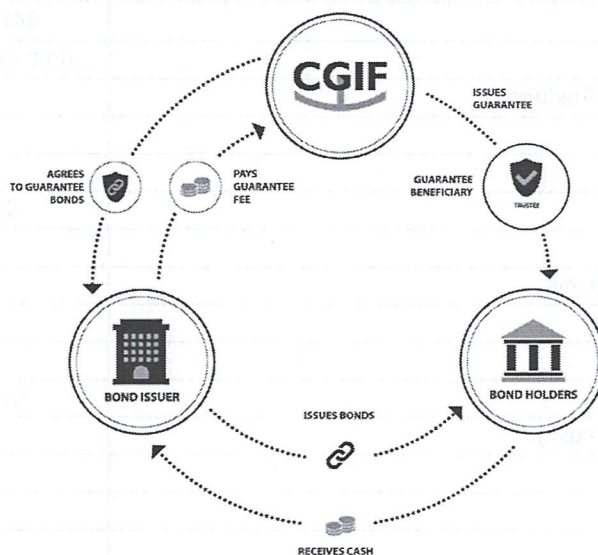 CGIF
ISSUES
GUARANTEE
AGREES
TO GUARANTEE
BONDS
PAYS
GUARANTEE
FEE
GUARANTEE
BENEFICIARY
TRUSTEE
BOND ISSUER
BOND HOLDERS
ISSUES BONDS
RECEIVES CASH